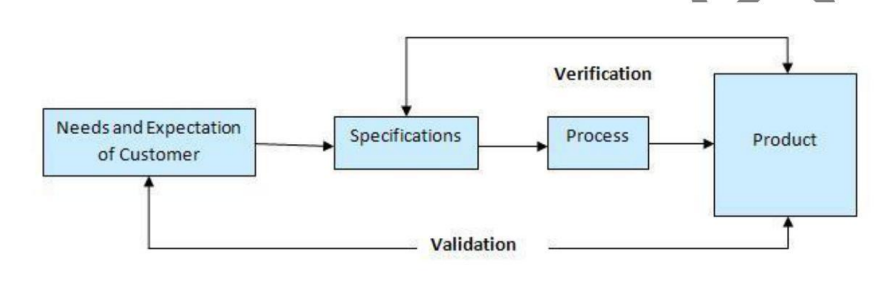 Verification
Needs and Expectation
of Customer
Specifications
Process
Product
Validation